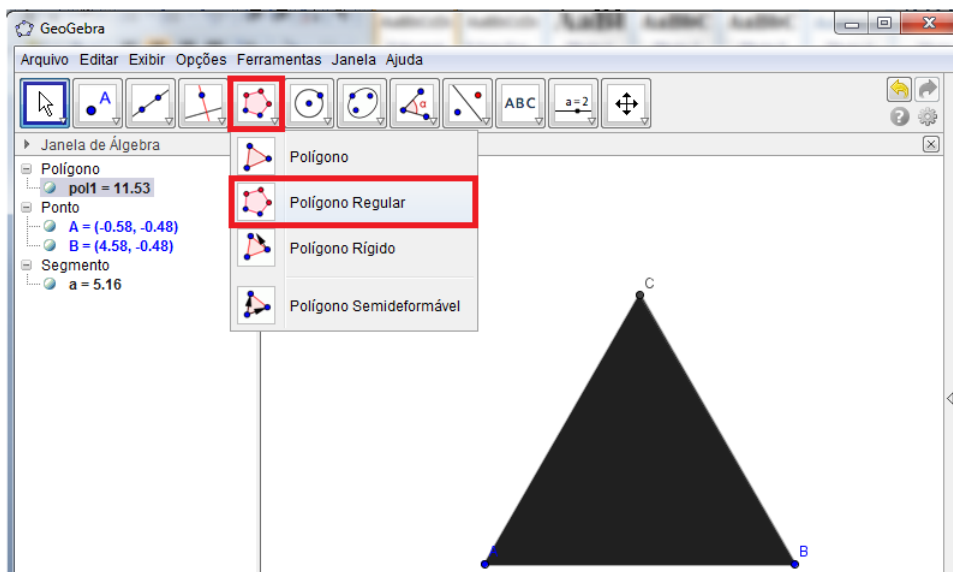 GeoGebra
Arquivo Editar Exibir Opções Ferramentas Janela Ajuda
A α ABC a=2
Janela de Álgebra
Polígono
pol1 = 11.53
Ponto
A = (-0.58, -0.48)
B = (4.58, -0.48)
Segmento
a = 5.16
Polígono
Polígono Regular
Polígono Rígido
Polígono Semideformável
C
A
B